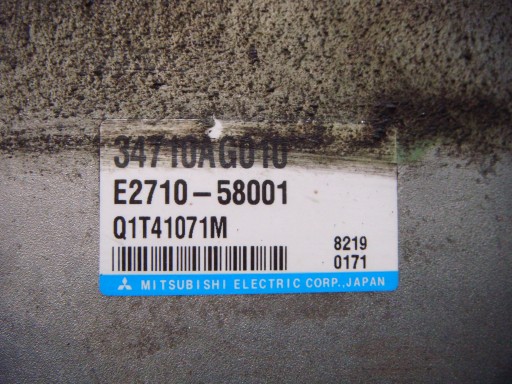 34710AG010
E2710-58001
Q1T41071M
8219
0171
MITSUBISHI ELECTRIC CORP.,JAPAN